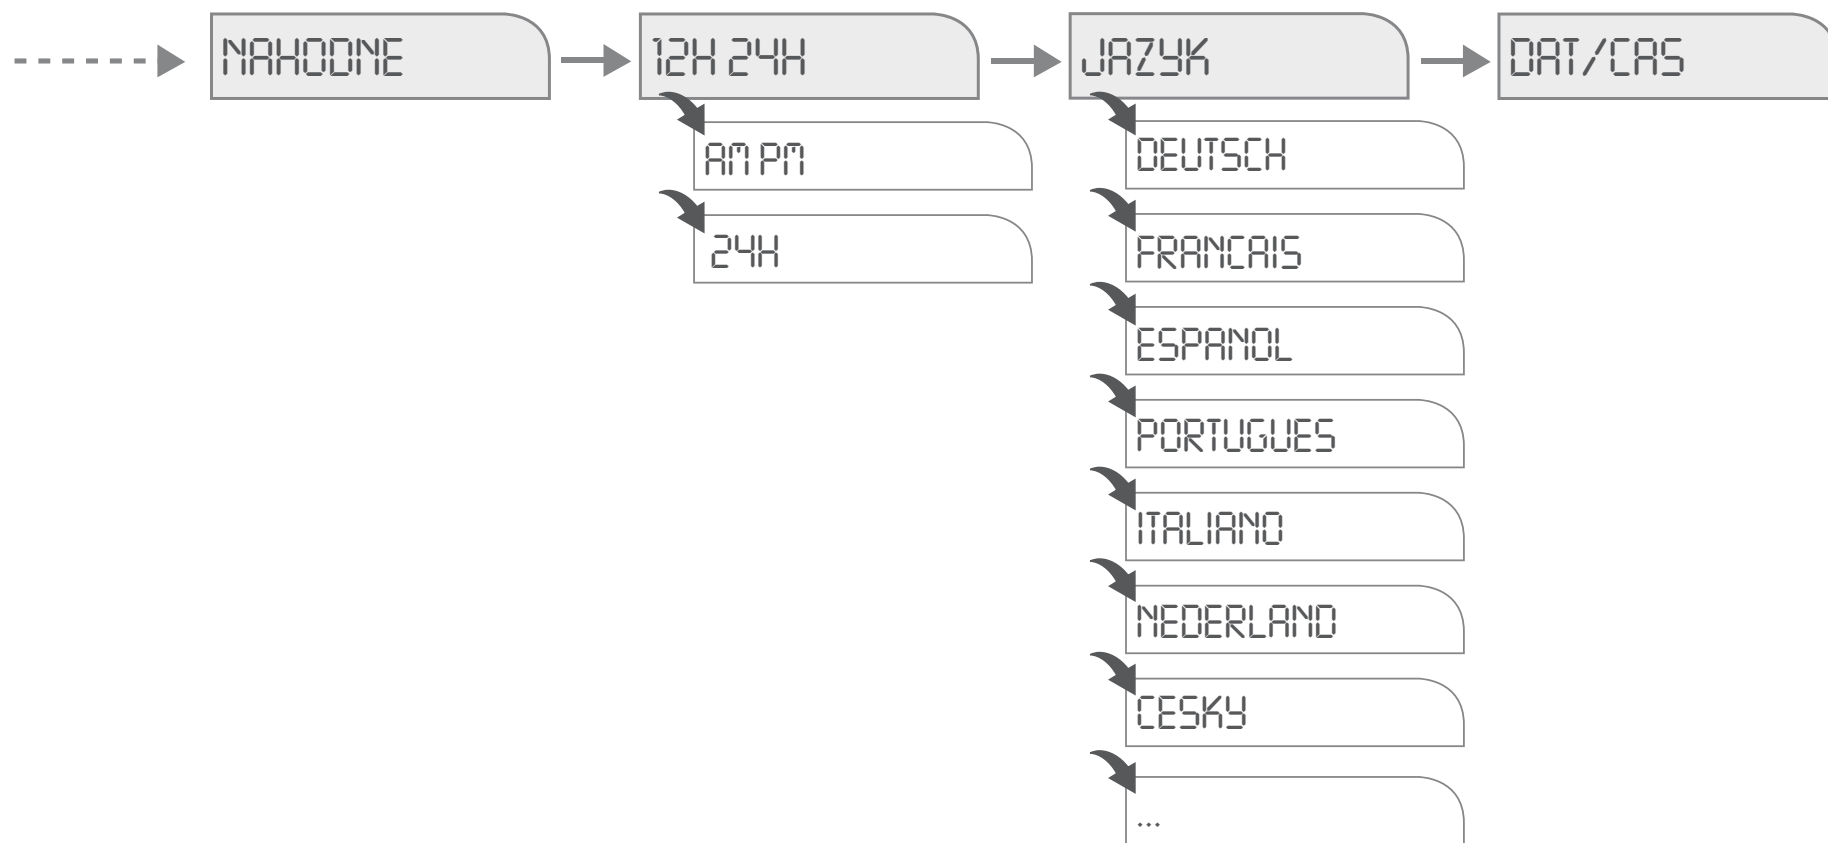 NAHODNE
12H 24H
AM PM
24H
JAZYK
DEUTSCH
FRANCAIS
ESPANOL
PORTUGUES
ITALIANO
NEDERLAND
CESKY
...
DAT/CAS